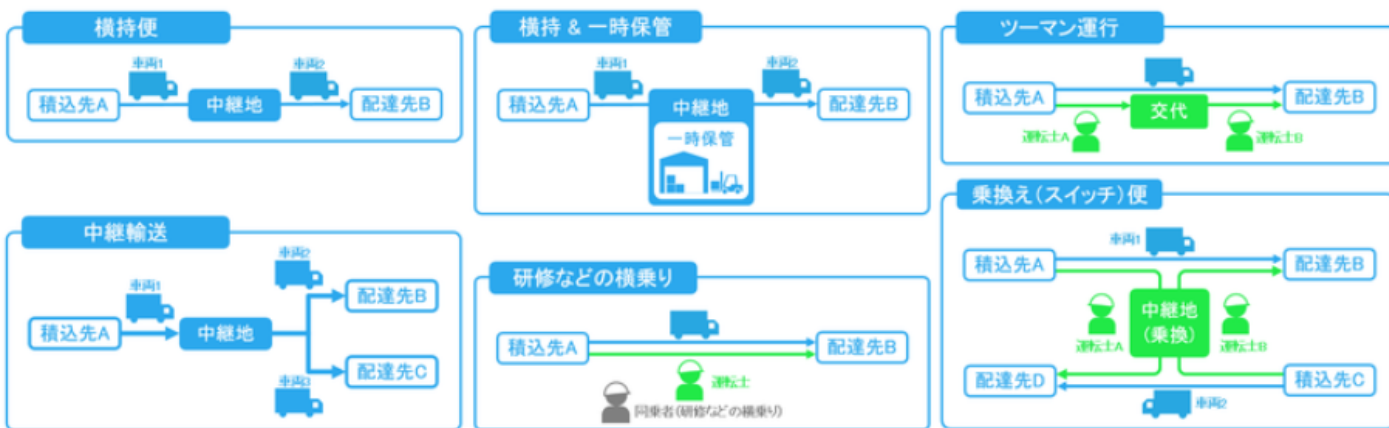 横持便
車両1
車両2
積込先A
中継地
配達先B
横持 & 一時保管
車両1
車両2
積込先A
中継地
配達先B
一時保管
ツーマン運行
積込先A
配達先B
交代
運転士A
運転士B
中継輸送
車両2
車両1
配達先B
積込先A
中継地
配達先C
車両3
研修などの横乗り
積込先A
配達先B
運転士
同乗者(研修などの横乗り)
乗換え(スイッチ)便
車両1
積込先A
配達先B
中継地
(乗換)
運転士A
運転士B
配達先D
積込先C
車両2